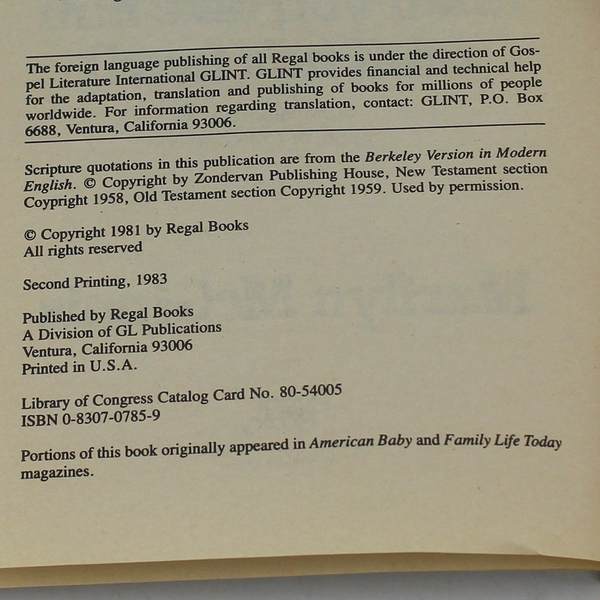 The foreign language publishing of all Regal books is under the direction of Gos-
pel Literature International GLINT. GLINT provides financial and technical help
for the adaptation, translation and publishing of books for millions of people
worldwide. For information regarding translation, contact: GLINT, P.O. Box
6688, Ventura, California 93006.
Scripture quotations in this publication are from the Berkeley Version in Modern
English. © Copyright by Zondervan Publishing House, New Testament section
Coypright 1958, Old Testament section Copyright 1959. Used by permission.
© Copyright 1981 by Regal Books
All rights reserved
Second Printing, 1983
Published by Regal Books
A Division of GL Publications
Ventura, California 93006
Printed in U.S.A.
Library of Congress Catalog Card No. 80-54005
ISBN 0-8307-0785-9
Portions of this book originally appeared in American Baby and Family Life Today
magazines.